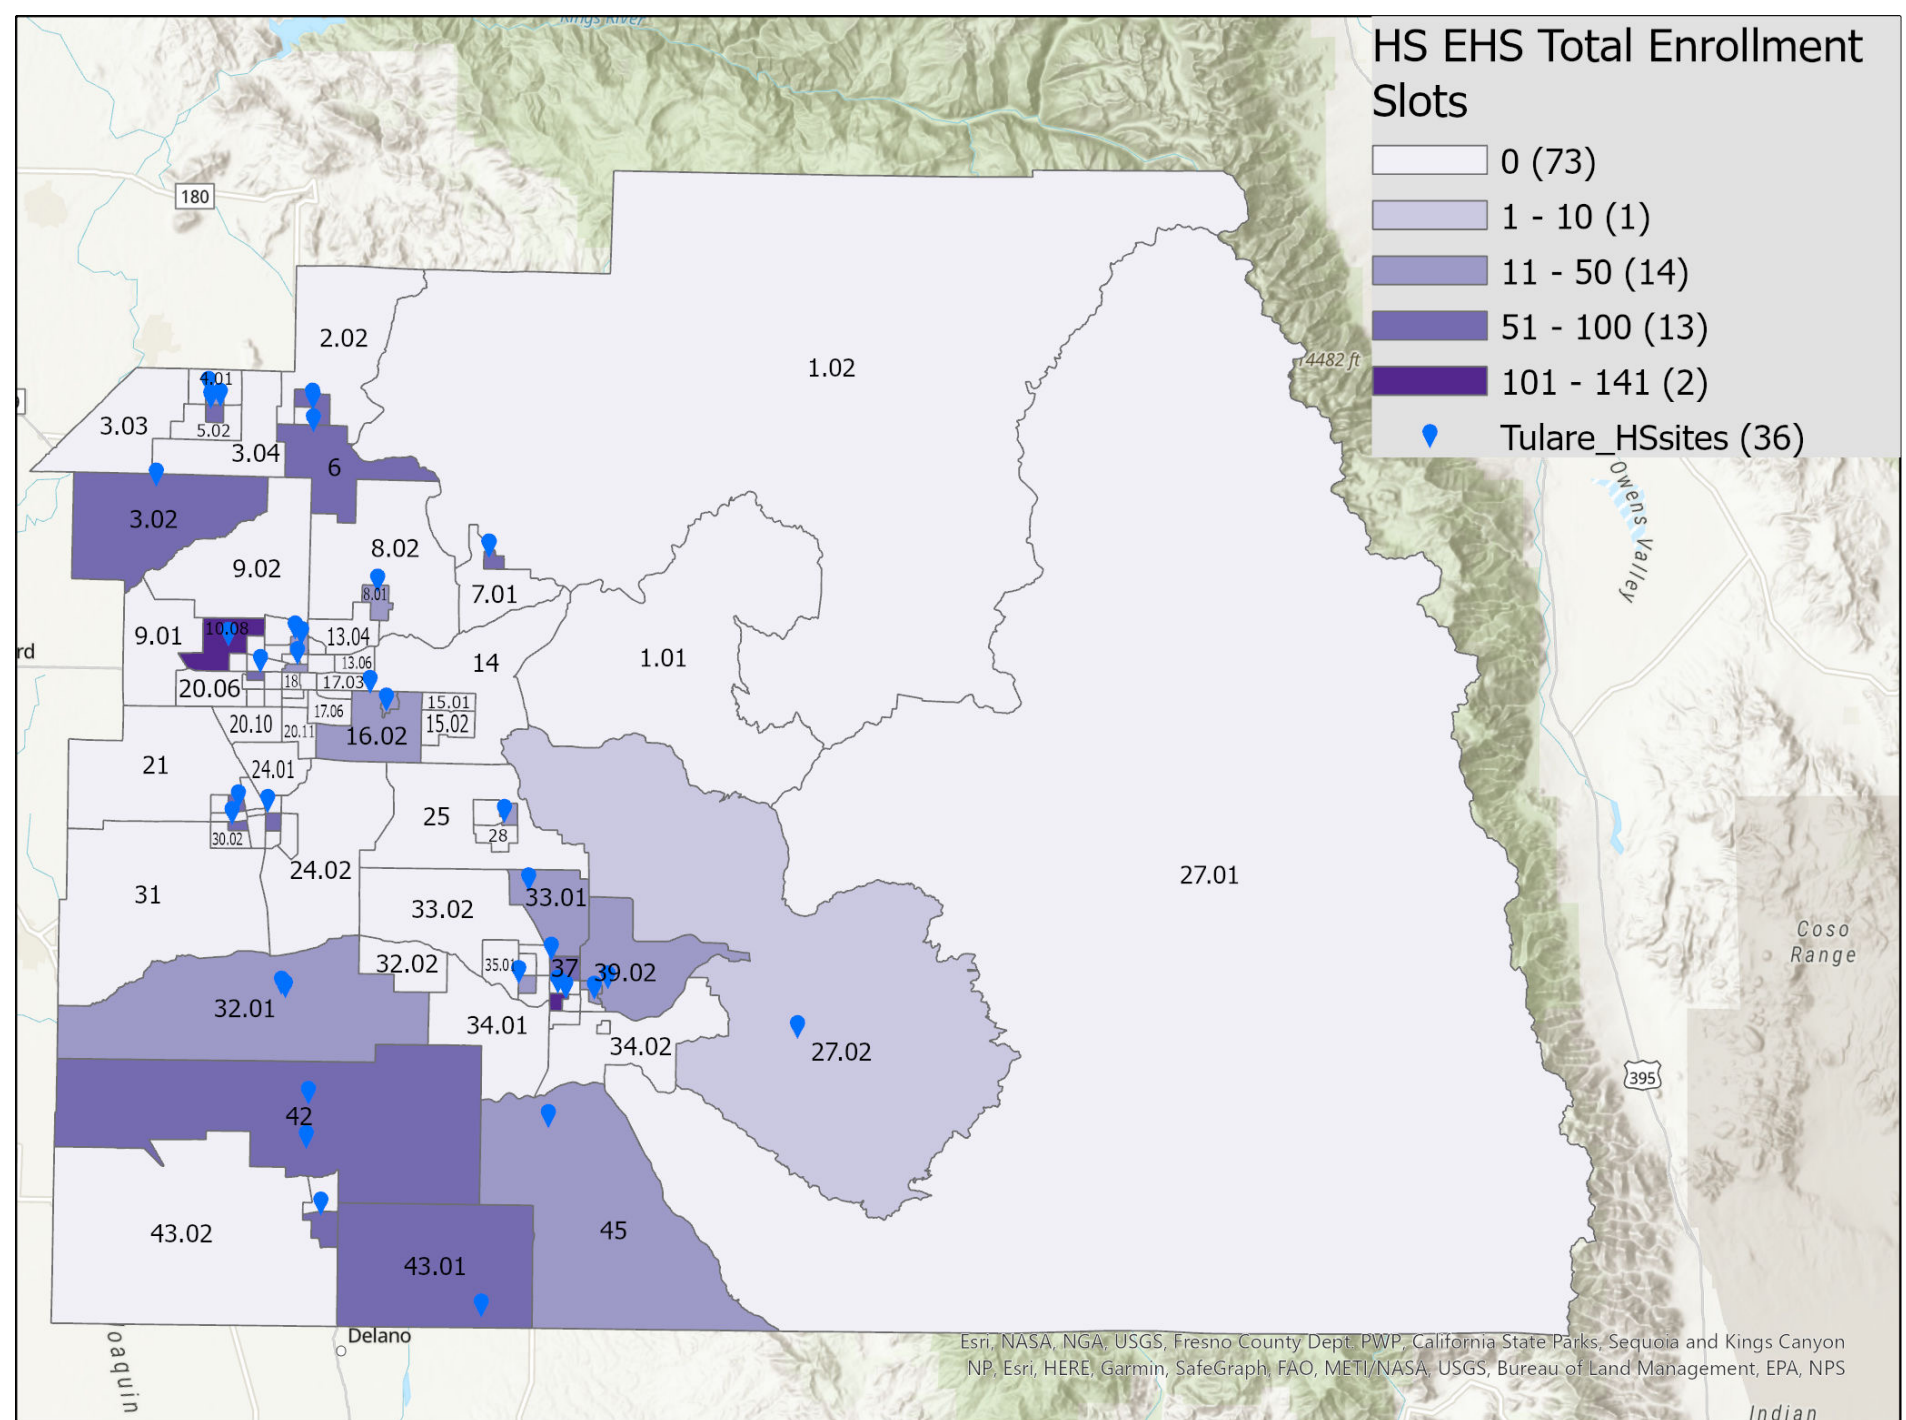 Kings River
HS EHS Total Enrollment
Slots
0 (73)
1 - 10 (1)
11 - 50 (14)
51 - 100 (13)
101 - 141 (2)
Tulare_HSsites (36)
180
2.02
1.02
14482 ft
4.01
3.03
5.02
3.04
6
3.02
Owens Valley
8.02
9.02
8.01
7.01
10.08
9.01
13.04
13.06
14
1.01
rd
20.06
18
17.03
17.06
15.01
15.02
20.10
20.11
16.02
21
24.01
25
28
30.02
24.02
27.01
31
33.01
33.02
Coso
Range
32.02
35.01
37
39.02
32.01
34.01
34.02
27.02
395
42
43.02
45
43.01
Delano
oaquin
Esri, NASA, NGA, USGS, Fresno County Dept. PWP, California State Parks, Sequoia and Kings Canyon
NP, Esri, HERE, Garmin, SafeGraph, FAO, METI/NASA, USGS, Bureau of Land Management, EPA, NPS
Indian